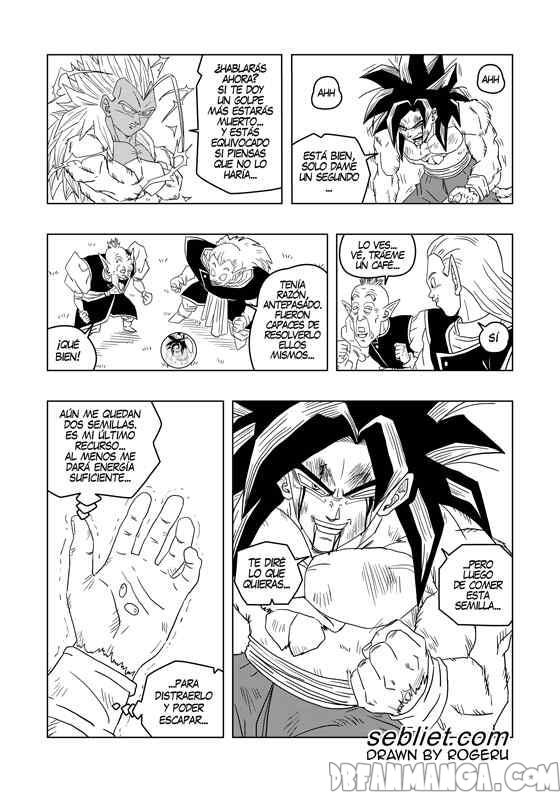 ¿HABLARÁS
AHORA?
SI TE DOY
UN GOLPE
MÁS ESTARÁS
MUERTO...
Y ESTÁS
EQUIVOCADO
SI PIENSAS
QUE NO LO
HARÍA...
AHH
AHH
ESTÁ BIEN,
SOLO DAME
UN SEGUNDO
...
¡QUÉ
BIEN!
TENÍA
RAZÓN,
ANTEPASADO.
FUERON
CAPACES DE
RESOLVERLO
ELLOS
MISMOS...
LO VES...
VÉ, TRAEME
UN CAFÉ...
SÍ
AÚN ME QUEDAN
DOS SEMILLAS.
ES MI ÚLTIMO
RECURSO...
AL MENOS ME
DARÁ ENERGÍA
SUFICIENTE...
...PARA
DISTRAERLO
Y PODER
ESCAPAR...
TE DIRÉ
LO QUE
QUIERAS...
...PERO
LUEGO
DE COMER
ESTA
SEMILLA...
sebliet.com
DRAWN BY ROGERU
DBFANMANGA.COM